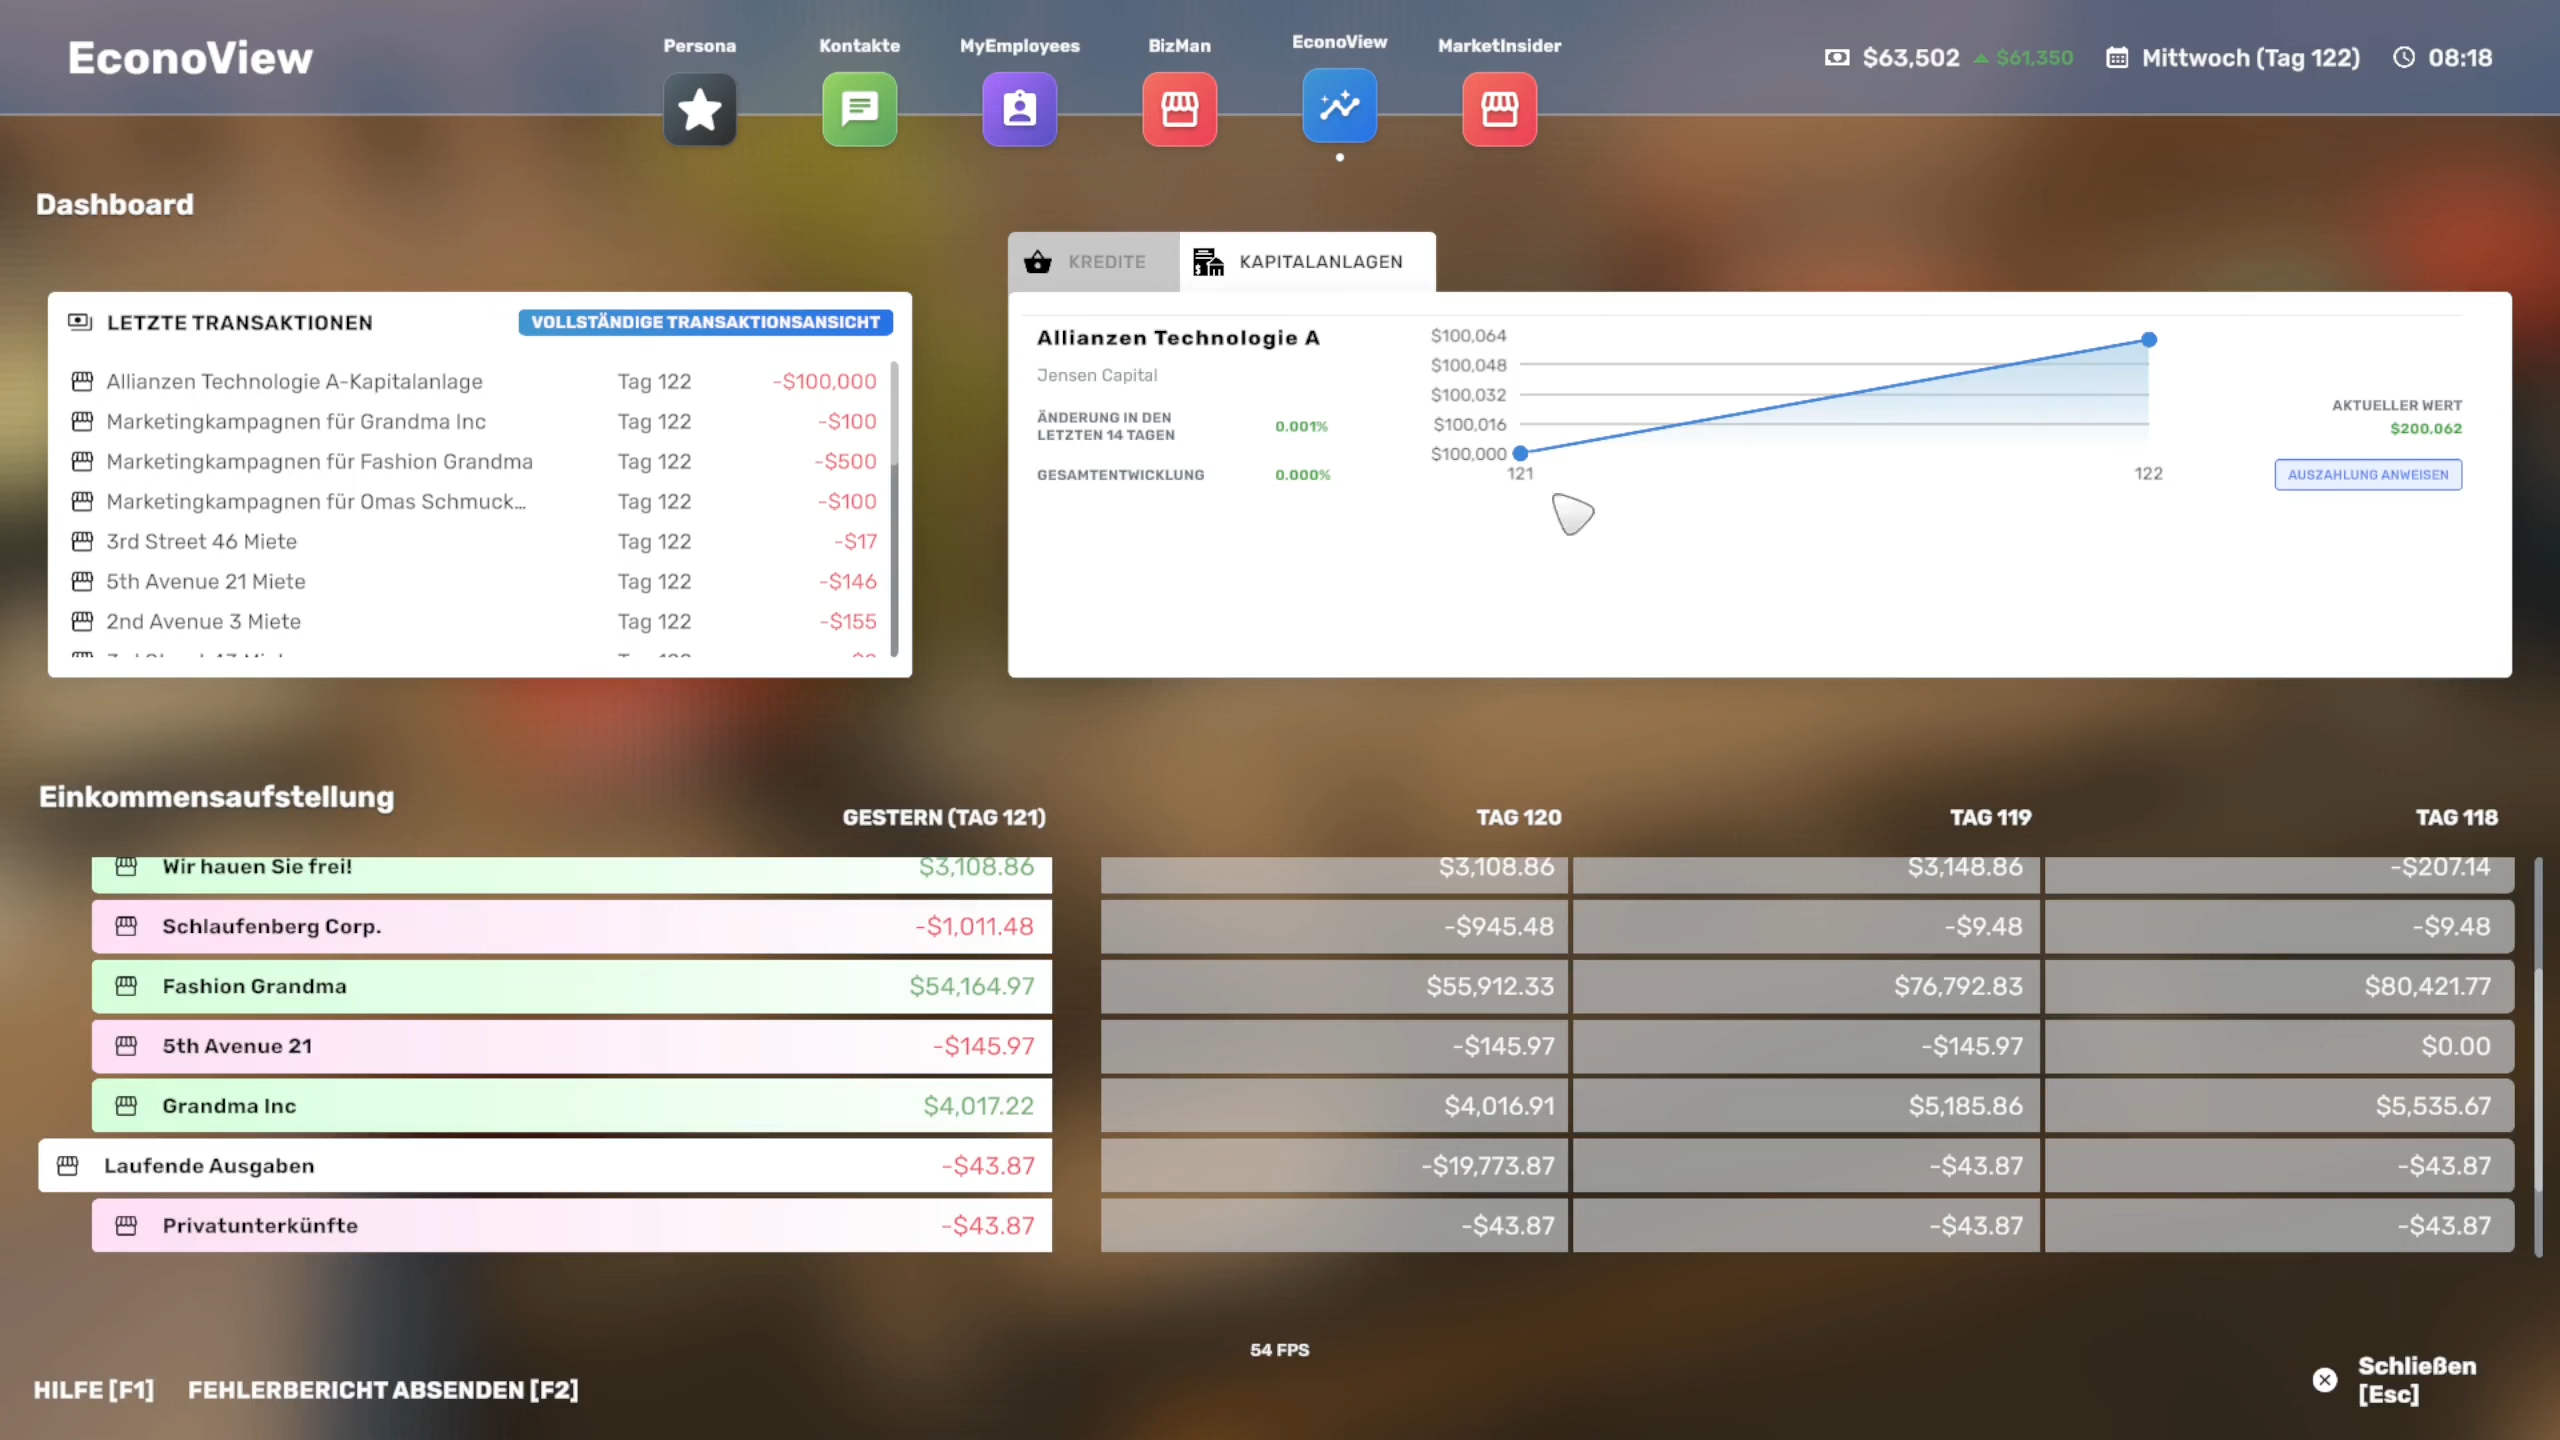 EconoView
Persona
Kontakte
MyEmployees
BizMan
EconoView
MarketInsider
$63,502 $61,350 Mittwoch (Tag 122) 08:18
Dashboard
KREDITE
KAPITALANLAGEN
LETZTE TRANSAKTIONEN
VOLLSTÄNDIGE TRANSAKTIONSANSICHT
Allianzen Technologie A-Kapitalanlage Tag 122 -$100,000
Marketingkampagnen für Grandma Inc Tag 122 -$100
Marketingkampagnen für Fashion Grandma Tag 122 -$500
Marketingkampagnen für Omas Schmuck... Tag 122 -$100
3rd Street 46 Miete Tag 122 -$17
5th Avenue 21 Miete Tag 122 -$146
2nd Avenue 3 Miete Tag 122 -$155
Allianzen Technologie A
Jensen Capital
ÄNDERUNG IN DEN
LETZTEN 14 TAGEN
0.001%
GESAMTENTWICKLUNG 0.000%
$100,064
$100,048
$100,032
$100,016
$100,000
121
122
AKTUELLER WERT
$200,062
AUSZAHLUNG ANWEISEN
Einkommensaufstellung
GESTERN (TAG 121) TAG 120 TAG 119 TAG 118
Wir hauen Sie frei! $3,108.86 $3,108.86 $3,148.86 -$207.14
Schlaufenberg Corp. -$1,011.48 -$945.48 -$9.48 -$9.48
Fashion Grandma $54,164.97 $55,912.33 $76,792.83 $80,421.77
5th Avenue 21 -$145.97 -$145.97 -$145.97 $0.00
Grandma Inc $4,017.22 $4,016.91 $5,185.86 $5,535.67
Laufende Ausgaben -$43.87 -$19,773.87 -$43.87 -$43.87
Privatunterkünfte -$43.87 -$43.87 -$43.87 -$43.87
54 FPS
HILFE [F1] FEHLERBERICHT ABSENDEN [F2]
Schließen
[Esc]